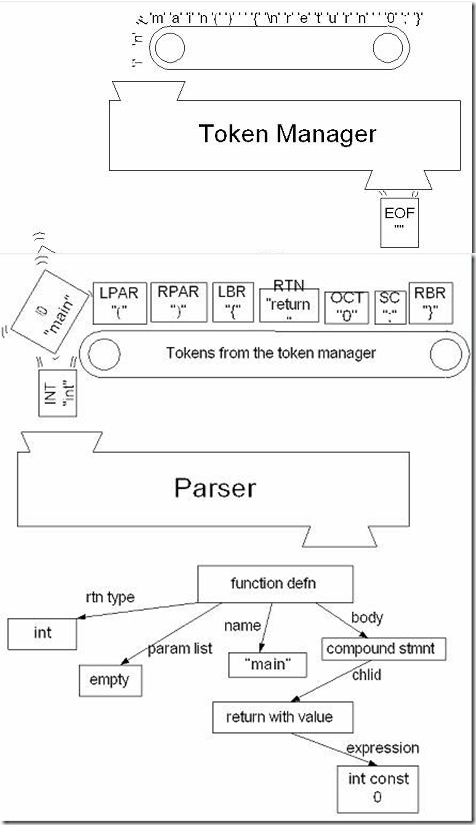 'i' 'n' 't' ' ' 'm' 'a' 'i' 'n' '(' ')' ' ' '{' '\n' 'r' 'e' 't' 'u' 'r' 'n' ' ' '0' ';' '}'
Token Manager
EOF
""
ID
"main"
LPAR
"("
RPAR
")"
LBR
"{"
RTN
"return
"
OCT
"0"
SC
";"
RBR
"}"
Tokens from the token manager
INT
"int"
Parser
function defn
rtn type
int
param list
empty
name
"main"
body
compound stmnt
chlid
return with value
expression
int const
0